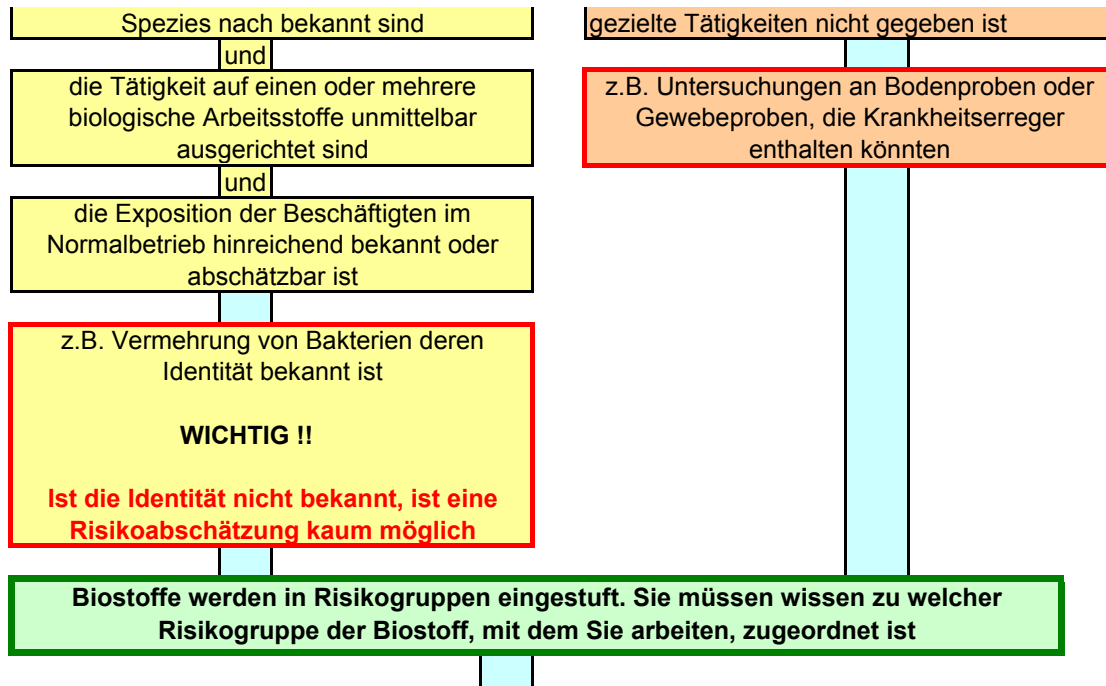 Spezies nach bekannt sind
und
die Tätigkeit auf einen oder mehrere
biologische Arbeitsstoffe unmittelbar
ausgerichtet sind
und
die Exposition der Beschäftigten im
Normalbetrieb hinreichend bekannt oder
abschätzbar ist
z.B. Vermehrung von Bakterien deren
Identität bekannt ist
WICHTIG !!
Ist die Identität nicht bekannt, ist eine
Risikoabschätzung kaum möglich
gezielte Tätigkeiten nicht gegeben ist
z.B. Untersuchungen an Bodenproben oder
Gewebeproben, die Krankheitserreger
enthalten könnten
Biostoffe werden in Risikogruppen eingestuft. Sie müssen wissen zu welcher
Risikogruppe der Biostoff, mit dem Sie arbeiten, zugeordnet ist